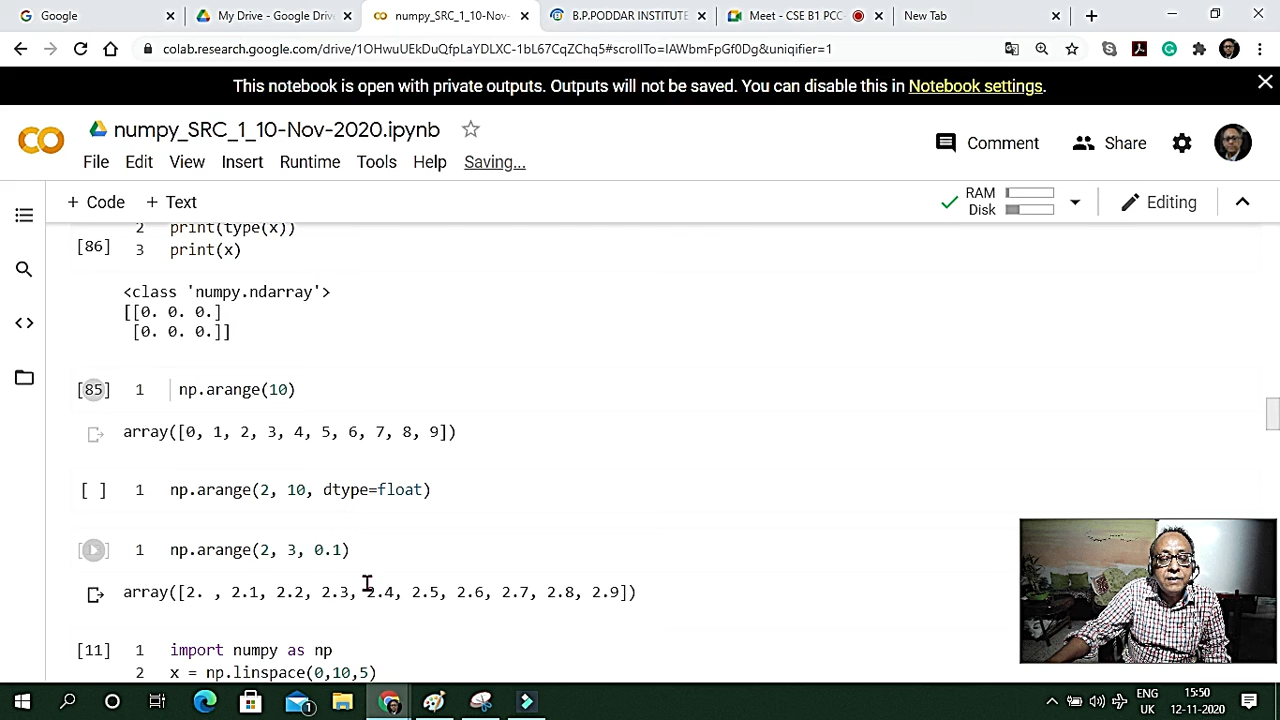 Google
My Drive - Google Driv
numpy_SRC_1_10-Nov-
B.P.PODDAR INSTITUTE
Meet - CSE B1 PCC
New Tab
colab.research.google.com/drive/1OHwuUEkDuQfpLaYDLXC-1bL67CqZChq5#scrollTo=IAWbmFpGf0Dg&uniqifier=1
This notebook is open with private outputs. Outputs will not be saved. You can disable this in Notebook settings.
numpy_SRC_1_10-Nov-2020.ipynb
Comment
Share
File Edit View Insert Runtime Tools Help Saving...
+ Code + Text
RAM
Disk
Editing
2 print(type(x))
[86] 3 print(x)
<class 'numpy.ndarray'>
[[0. 0. 0.]
[0. 0. 0.]]
[85] 1 np.arange(10)
array([0, 1, 2, 3, 4, 5, 6, 7, 8, 9])
[ ] 1 np.arange(2, 10, dtype=float)
1 np.arange(2, 3, 0.1)
array([2. , 2.1, 2.2, 2.3, 2.4, 2.5, 2.6, 2.7, 2.8, 2.9])
[11] 1 import numpy as np
2 x = np.linspace(0,10,5)
ENG
UK
15:50
12-11-2020